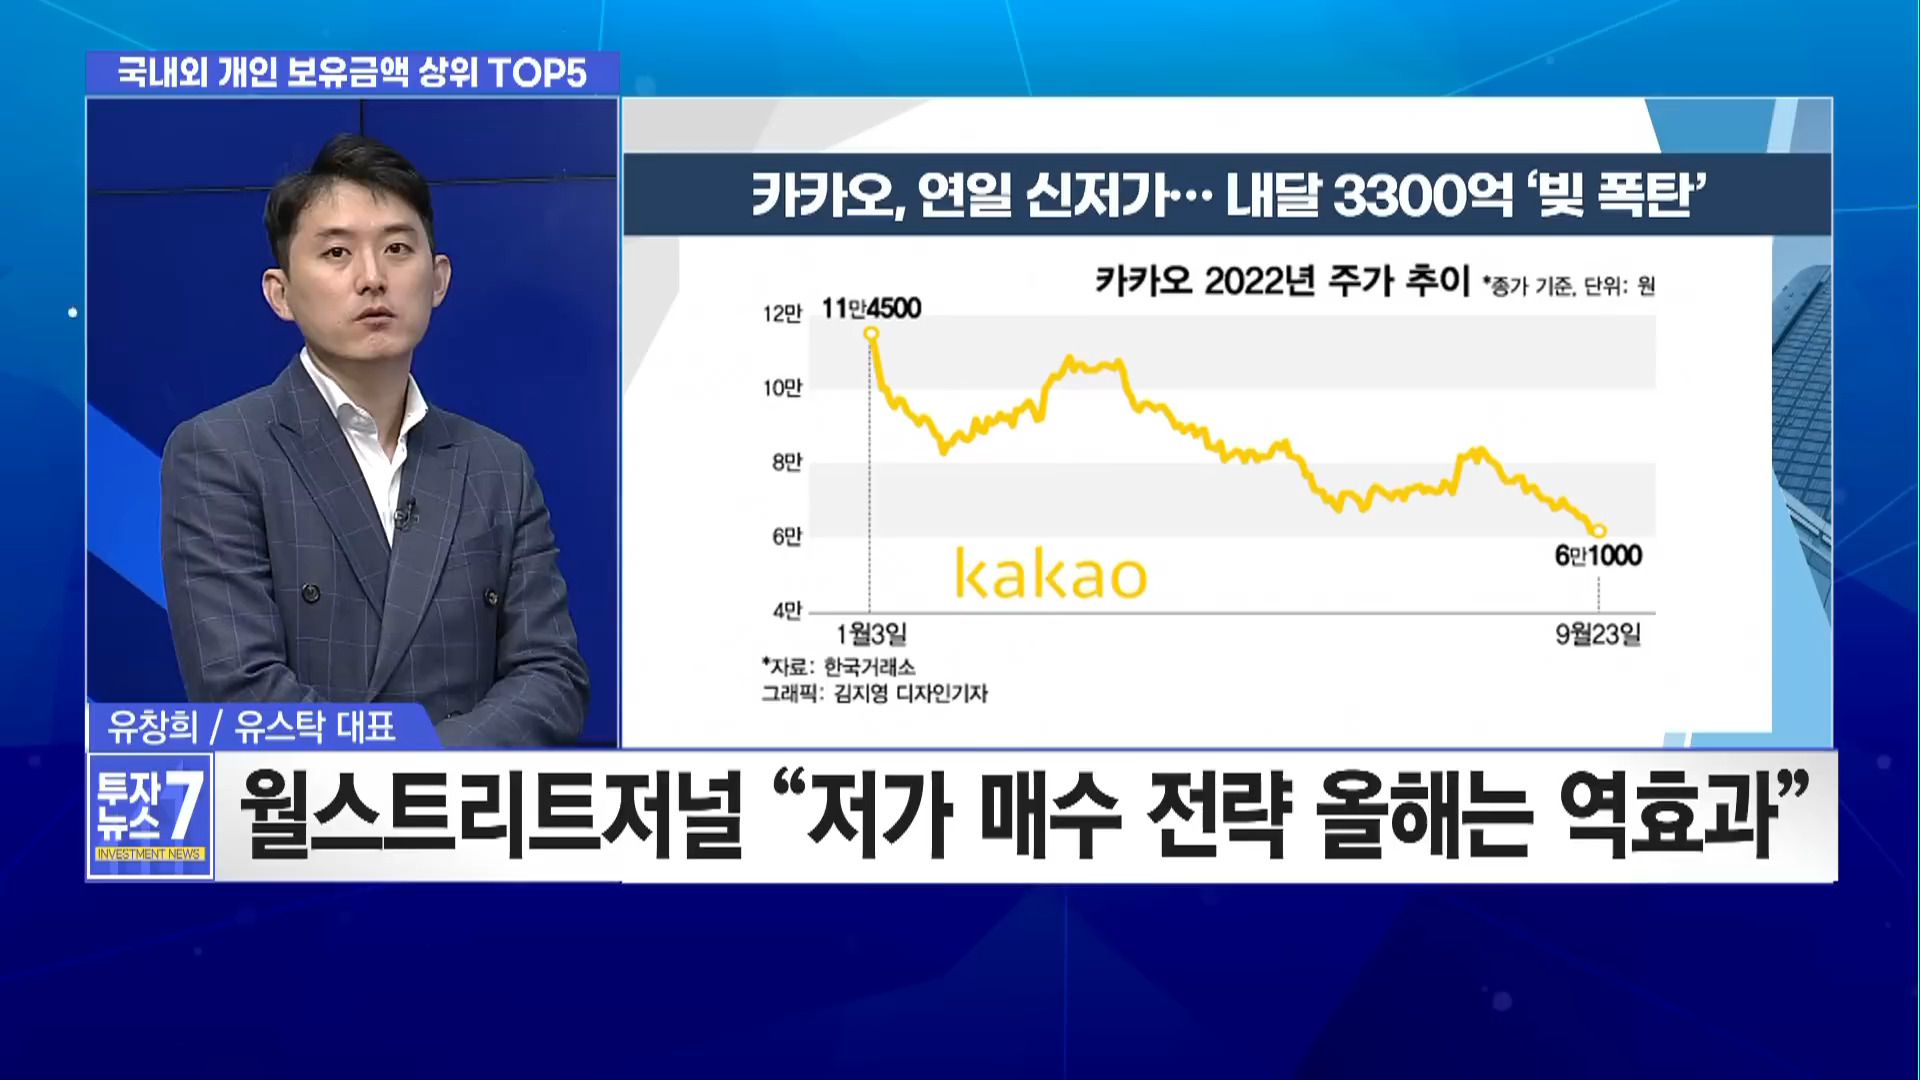 국내외 개인 보유금액 상위 TOP5
카카오, 연일 신저가… 내달 3300억 ‘빚 폭탄’
카카오 2022년 주가 추이 *종가 기준, 단위: 원
12만
11만4500
10만
8만
6만
6만1000
4만
kakao
1월3일
9월23일
*자료: 한국거래소
그래픽: 김지영 디자인기자
유창희 / 유스탁 대표
투자
뉴스
7
INVESTMENT NEWS
월스트리트저널 “저가 매수 전략 올해는 역효과”